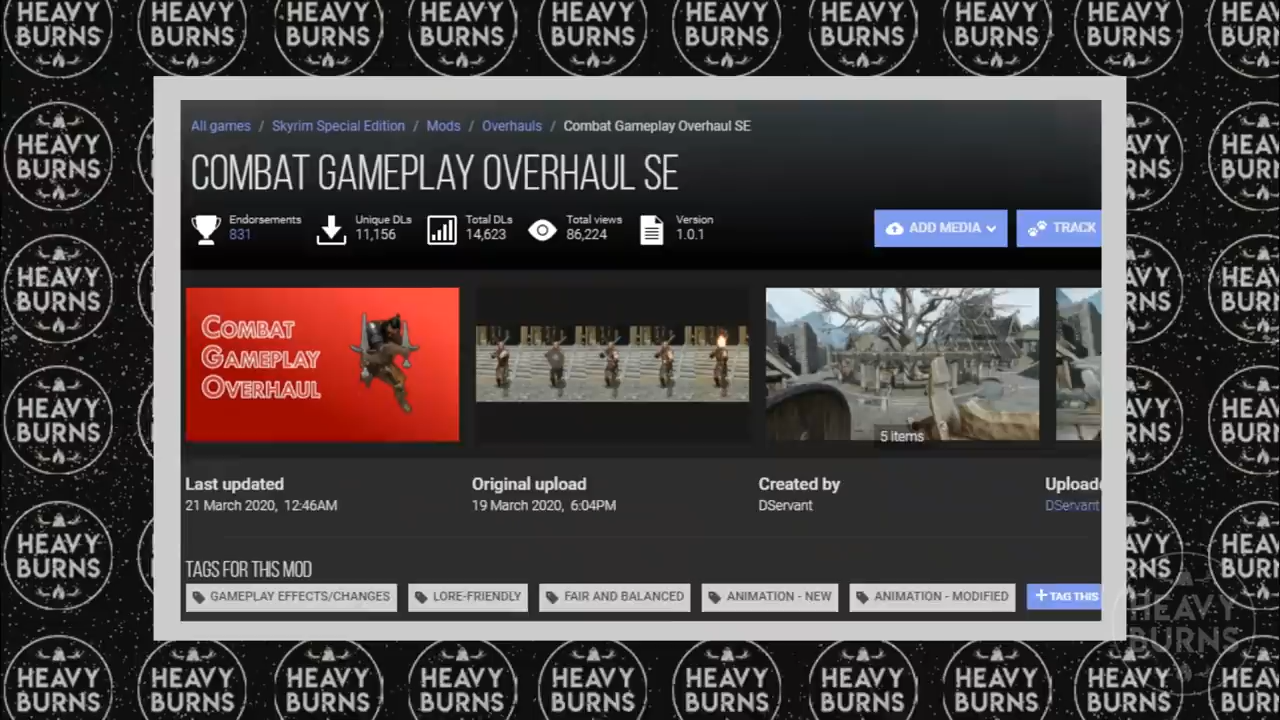 HEAVY BURNS
All games / Skyrim Special Edition / Mods / Overhauls / Combat Gameplay Overhaul SE
COMBAT GAMEPLAY OVERHAUL SE
Endorsements Unique DLs Total DLs Total views Version
831 11,156 14,623 86,224 1.0.1
ADD MEDIA TRACK
COMBAT
GAMEPLAY
OVERHAUL
5 items
Last updated Original upload Created by
21 March 2020, 12:46AM 19 March 2020, 6:04PM DServant DServant
TAGS FOR THIS MOD
GAMEPLAY EFFECTS/CHANGES LORE-FRIENDLY FAIR AND BALANCED ANIMATION - NEW ANIMATION - MODIFIED + TAG THIS
HEAVY
BURNS